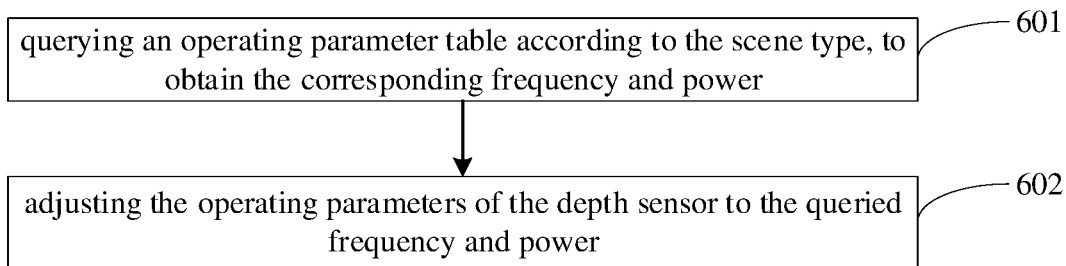 querying an operating parameter table according to the scene type, to
obtain the corresponding frequency and power
601
adjusting the operating parameters of the depth sensor to the queried
frequency and power
602